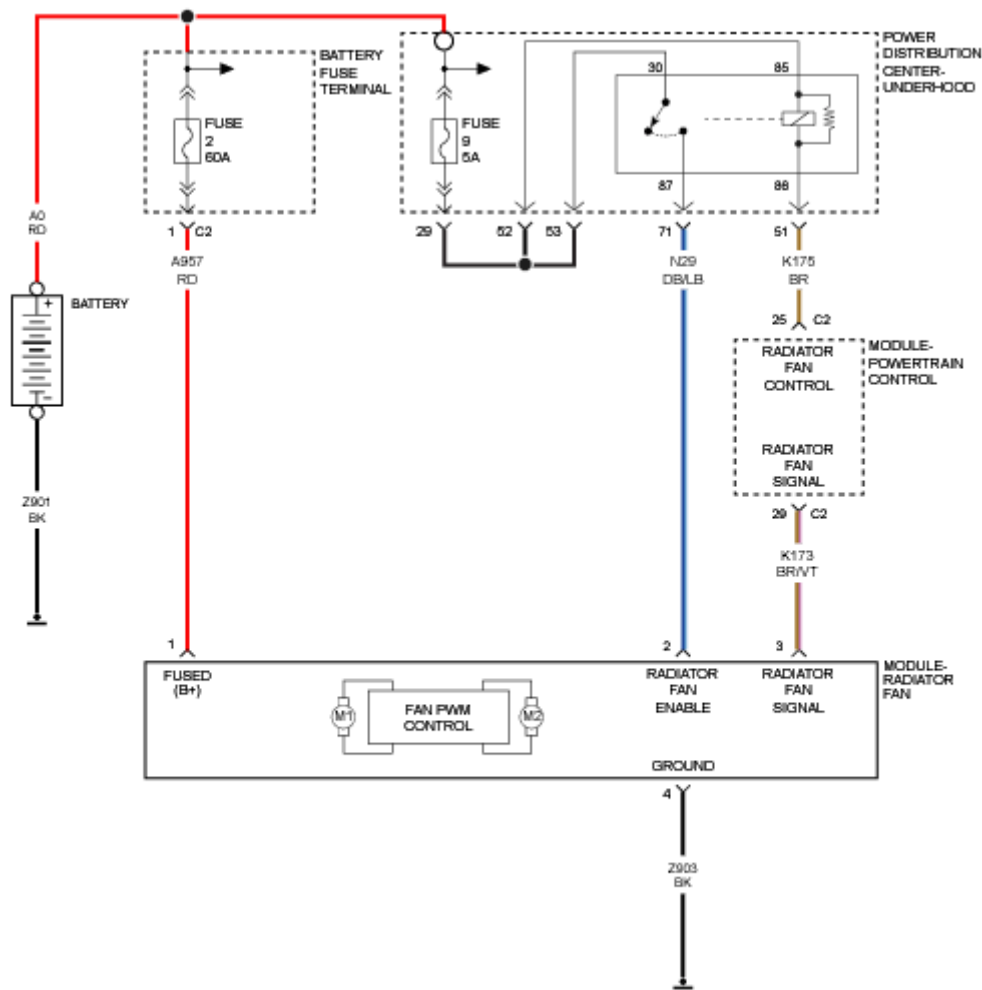 BATTERY
FUSE
TERMINAL
FUSE
2
60A
1 C2
A957
RD
A0
RD
+
BATTERY
-
Z901
BK
POWER
DISTRIBUTION
CENTER-
UNDERHOOD
30
85
FUSE
9
5A
87
86
29
52
53
71
51
N29
DB/LB
K175
BR
25 C2
MODULE-
POWERTRAIN
CONTROL
RADIATOR
FAN
CONTROL
RADIATOR
FAN
SIGNAL
29 C2
K173
BR/VT
1
2
3
MODULE-
RADIATOR
FAN
FUSED
(B+)
RADIATOR
FAN
ENABLE
RADIATOR
FAN
SIGNAL
M1
FAN PWM
CONTROL
M2
GROUND
4
Z903
BK